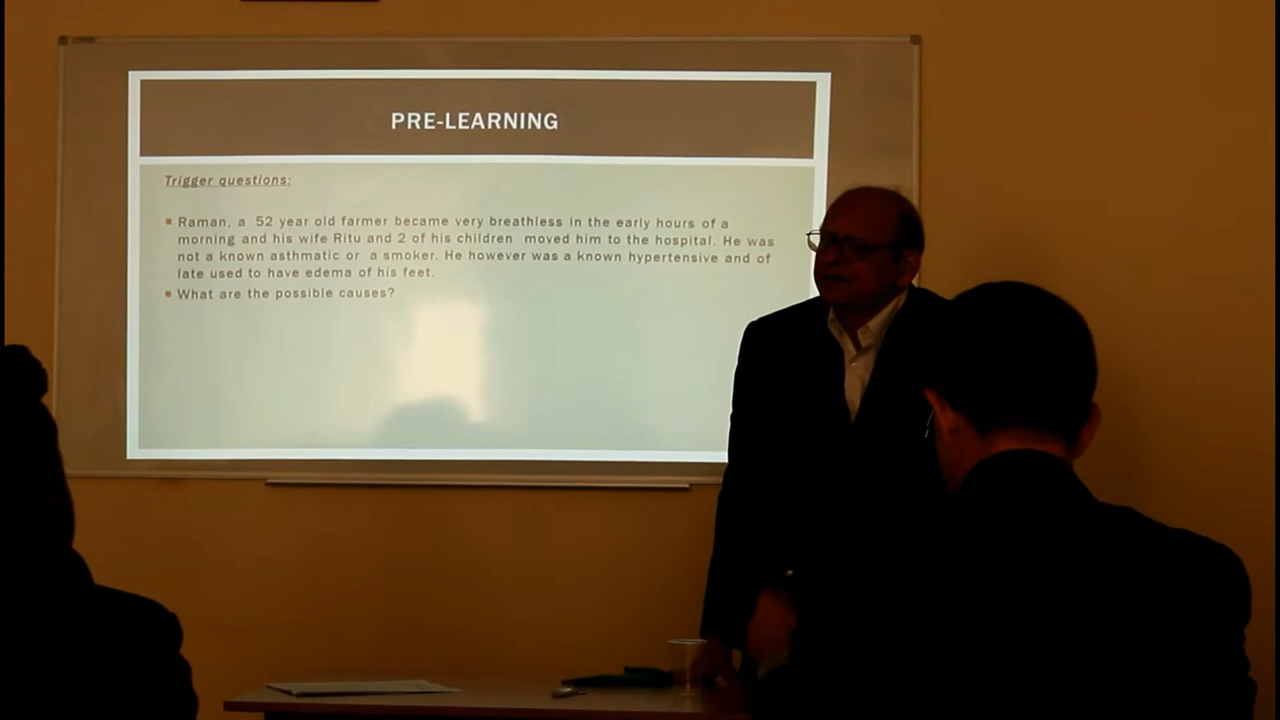 PRE-LEARNING
Trigger questions:
Raman, a 52 year old farmer became very breathless in the early hours of a
morning and his wife Ritu and 2 of his children moved him to the hospital. He was
not a known asthmatic or a smoker. He however was a known hypertensive and of
late used to have edema of his feet.
What are the possible causes?